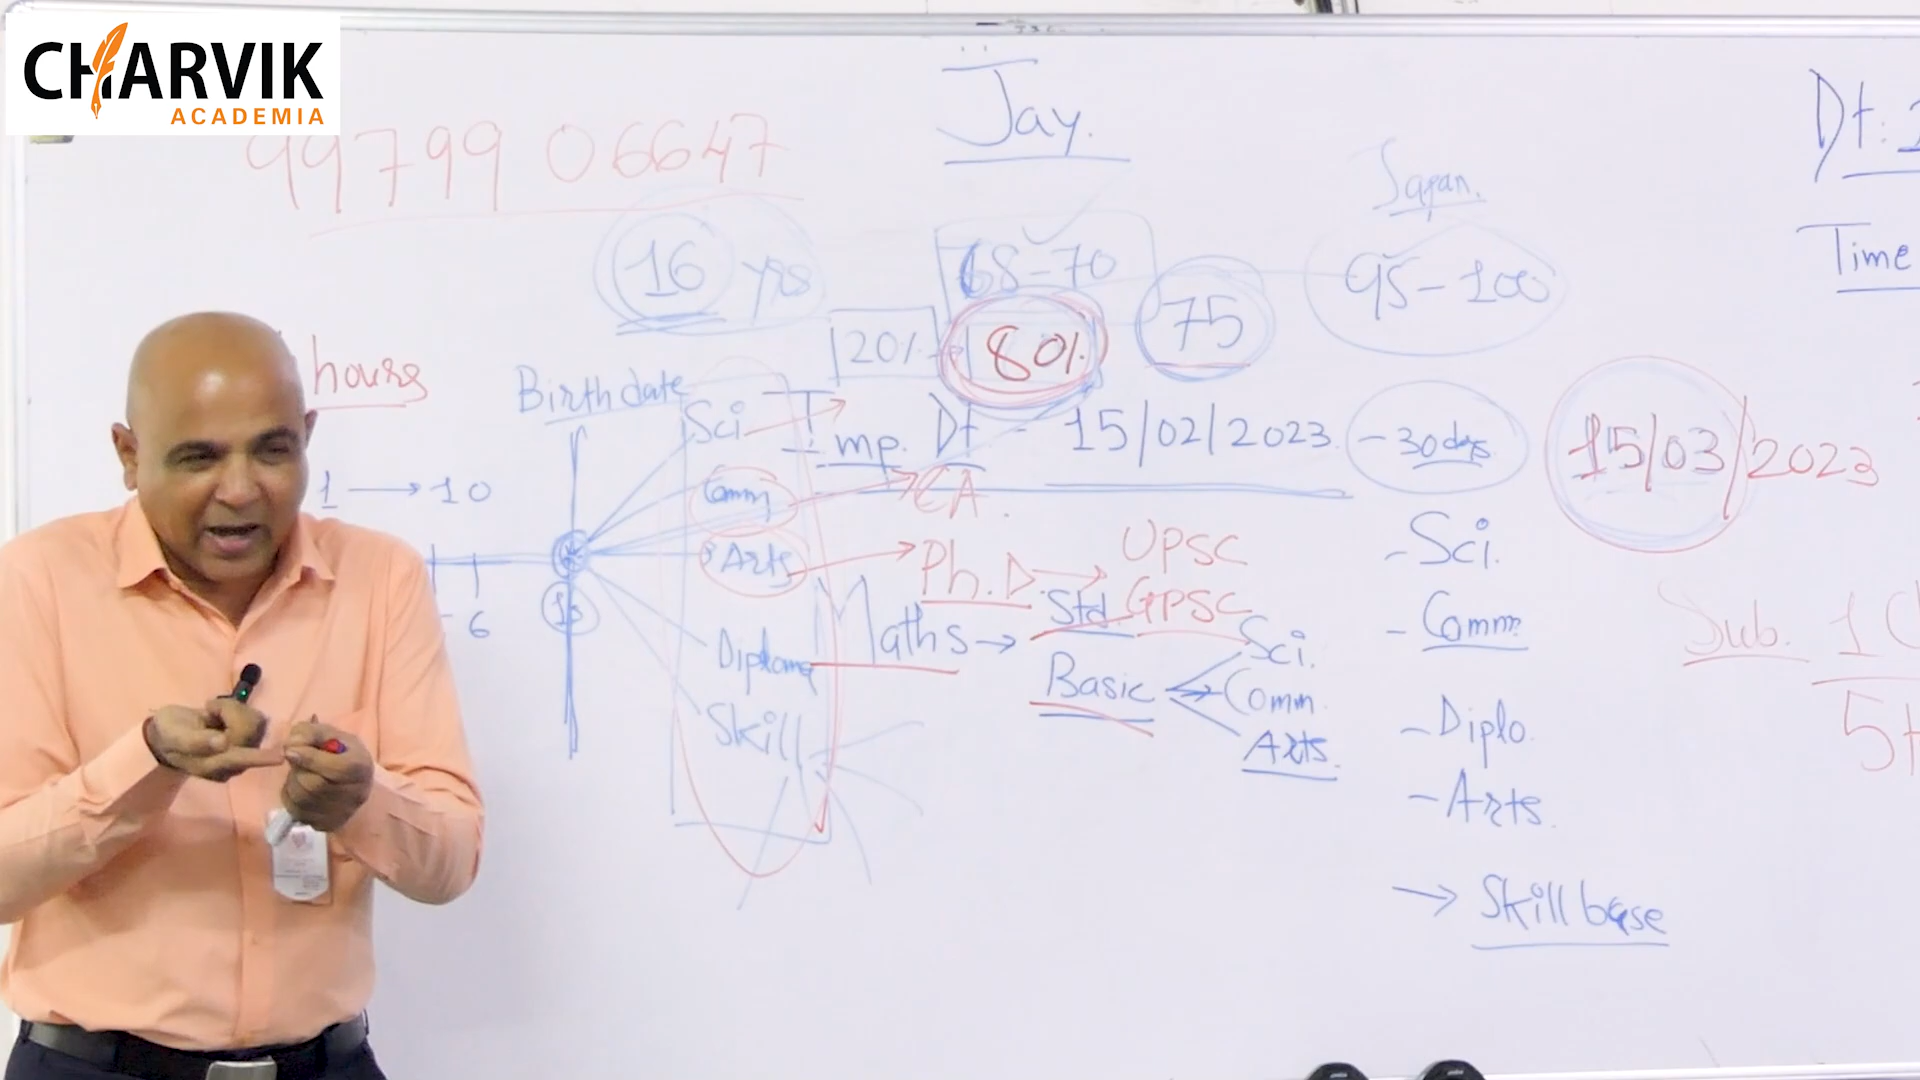 CHARVIK
ACADEMIA
99799 06647
Jay.
Dt:
Japan.
Time
16 yrs
68-70
75
95-100
20%
80%
hours
Birthdate
Sci
Imp. Dt - 15/02/2023
-30 days
15/03/2023
1 → 10
Comm
CA
Arts
Ph.D → UPSC
GPSC
6
Diploma
Skill
Maths → Std.
Basic
Sci.
Comm.
Arts.
-Sci.
-Comm.
-Diplo.
-Arts.
→ Skill base
Sub.